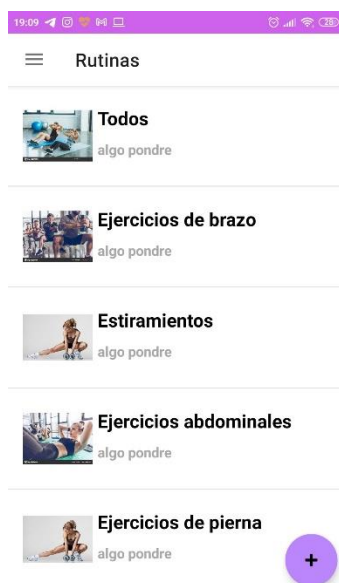 19:09
28
Rutinas
Todos
algo pondre
Ejercicios de brazo
algo pondre
Estiramientos
algo pondre
Ejercicios abdominales
algo pondre
Ejercicios de pierna
algo pondre
+